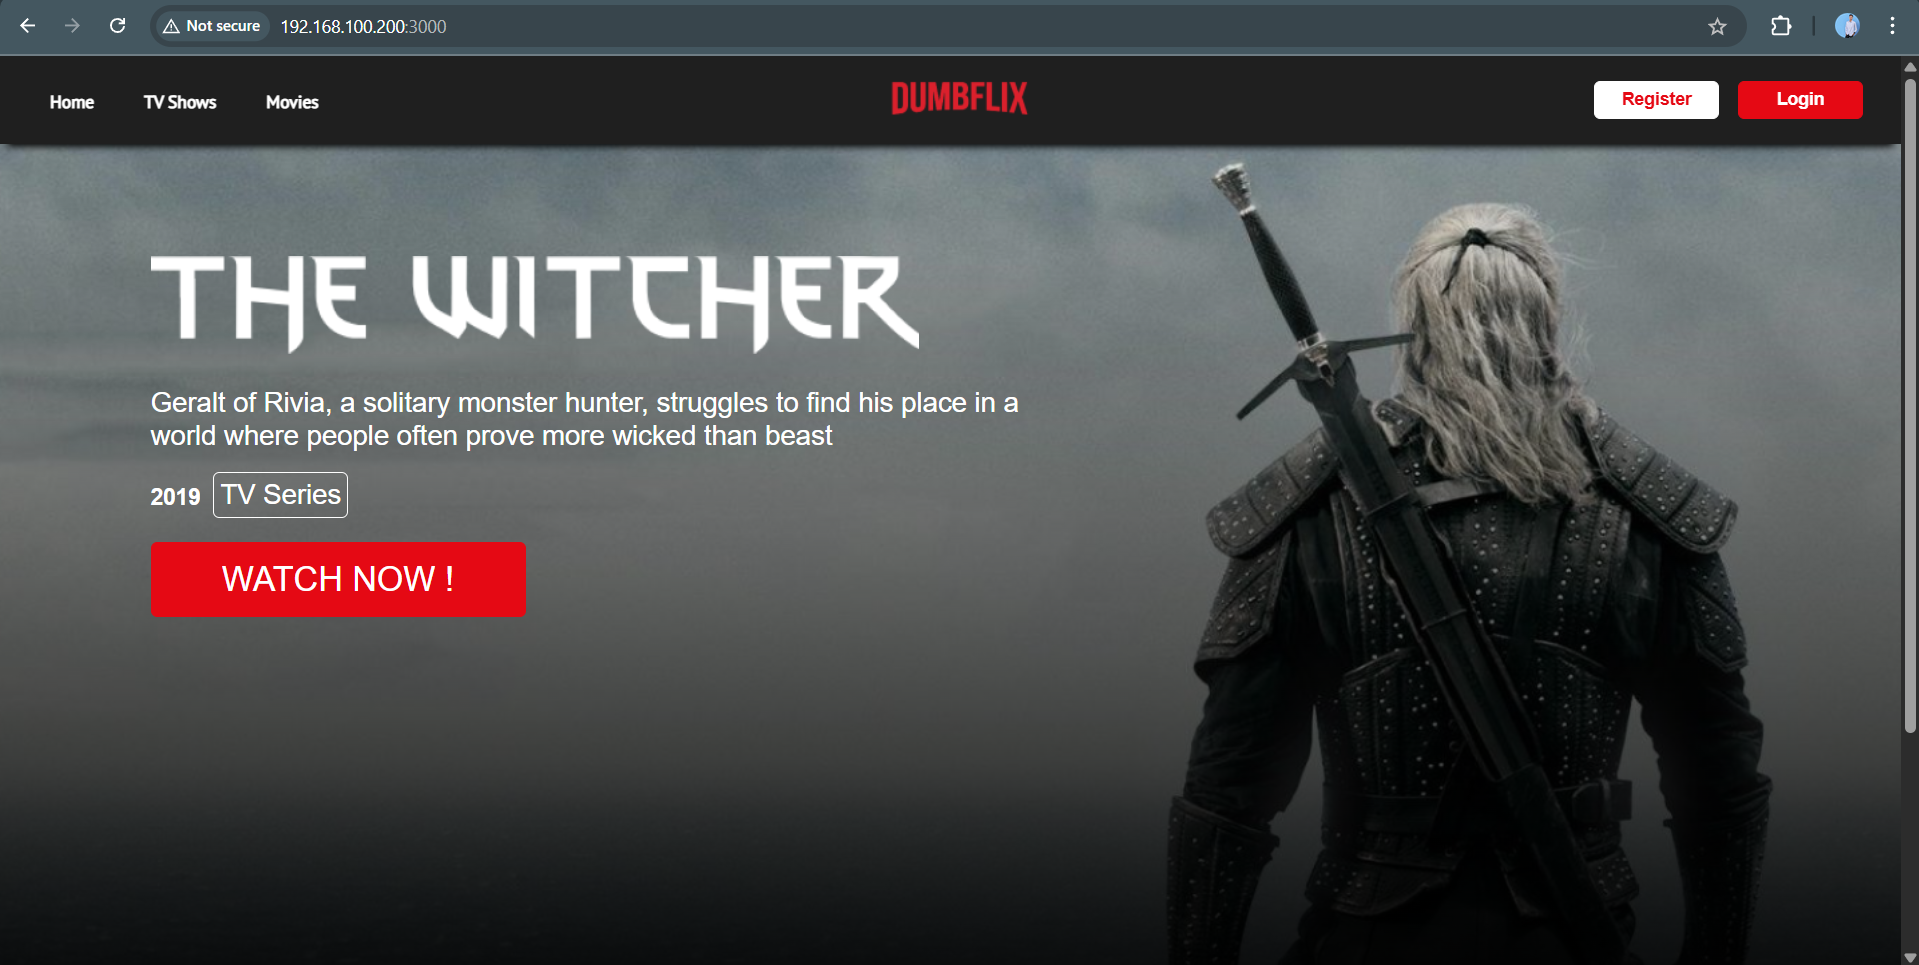 Not secure 192.168.100.200:3000
Home TV Shows Movies DUMBFLIX Register Login
THE WITCHER
Geralt of Rivia, a solitary monster hunter, struggles to find his place in a
world where people often prove more wicked than beast
2019 TV Series
WATCH NOW !